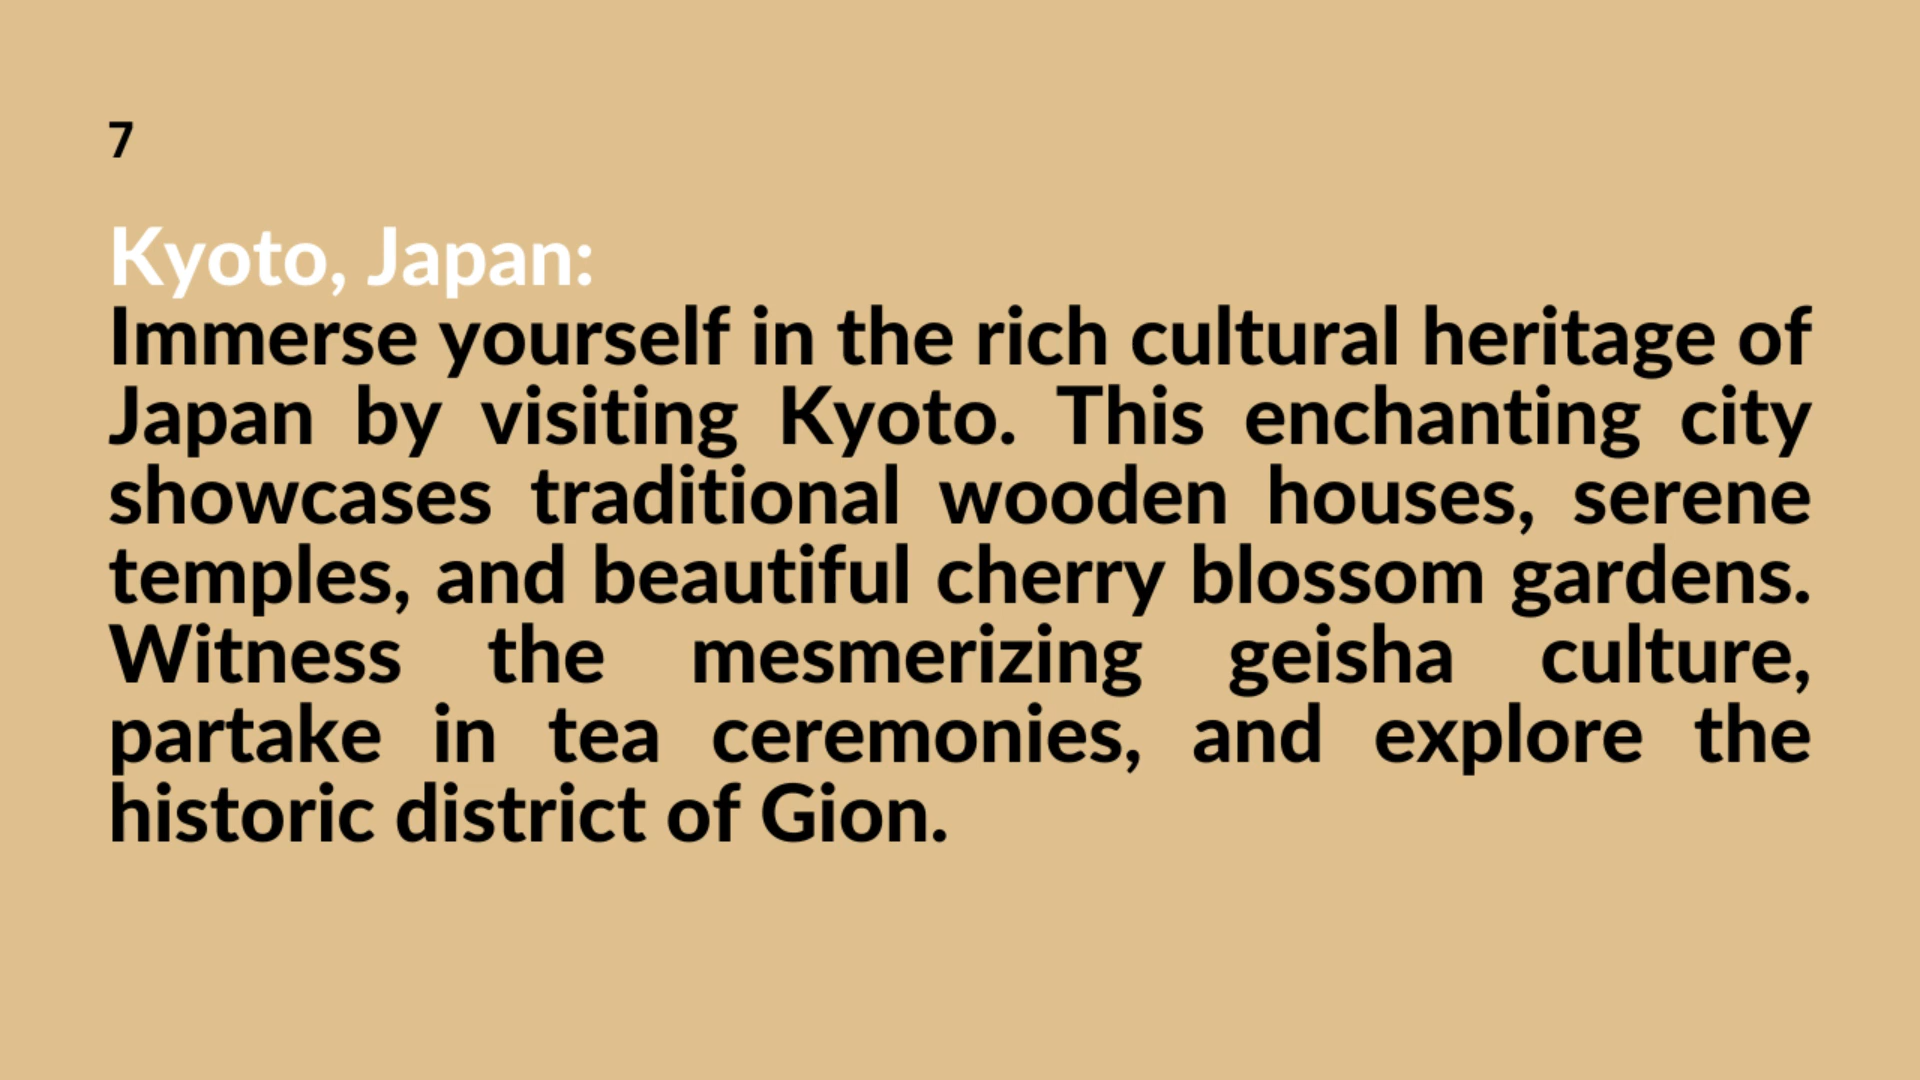 7
Kyoto, Japan:
Immerse yourself in the rich cultural heritage of
Japan by visiting Kyoto. This enchanting city
showcases traditional wooden houses, serene
temples, and beautiful cherry blossom gardens.
Witness the mesmerizing geisha culture,
partake in tea ceremonies, and explore the
historic district of Gion.